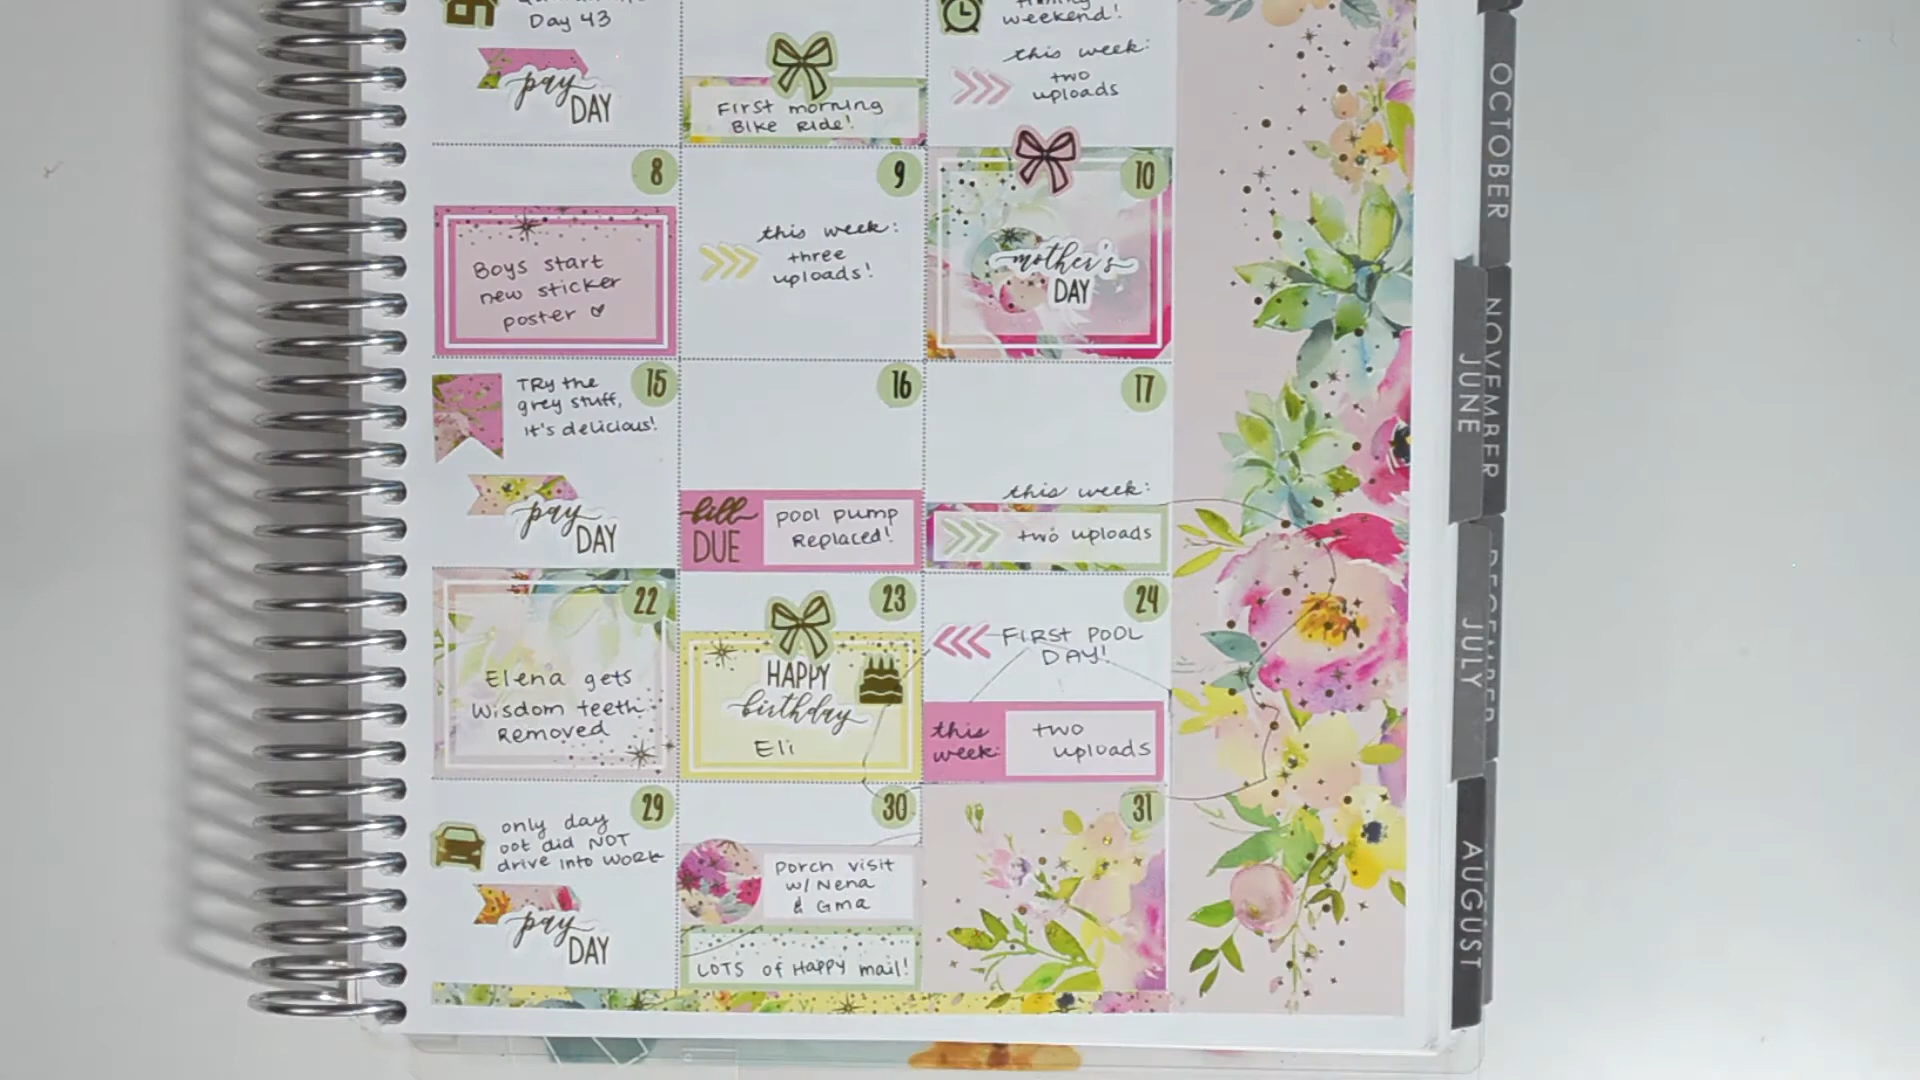 Day 43
pay
DAY
First morning
Bike Ride!
weekend!
this week:
two
uploads
8
Boys start
new sticker
poster
9
this week:
three
uploads!
10
mother's
DAY
15
TRy the
grey stuff,
it's delicious!
pay
DAY
16
bill
DUE
pool pump
Replaced!
17
this week:
two uploads
22
Elena gets
Wisdom teeth
Removed
23
HAPPY
birthday
Eli
24
FIRST POOL
DAY!
this
week:
two
uploads
29
only day
oot did NOT
drive into work
pay
DAY
30
porch visit
w/ Nena
& Gma
LOTS of Happy mail!
31
OCTOBER
NOVEMBER
JUNE
DECEMBER
JULY
AUGUST